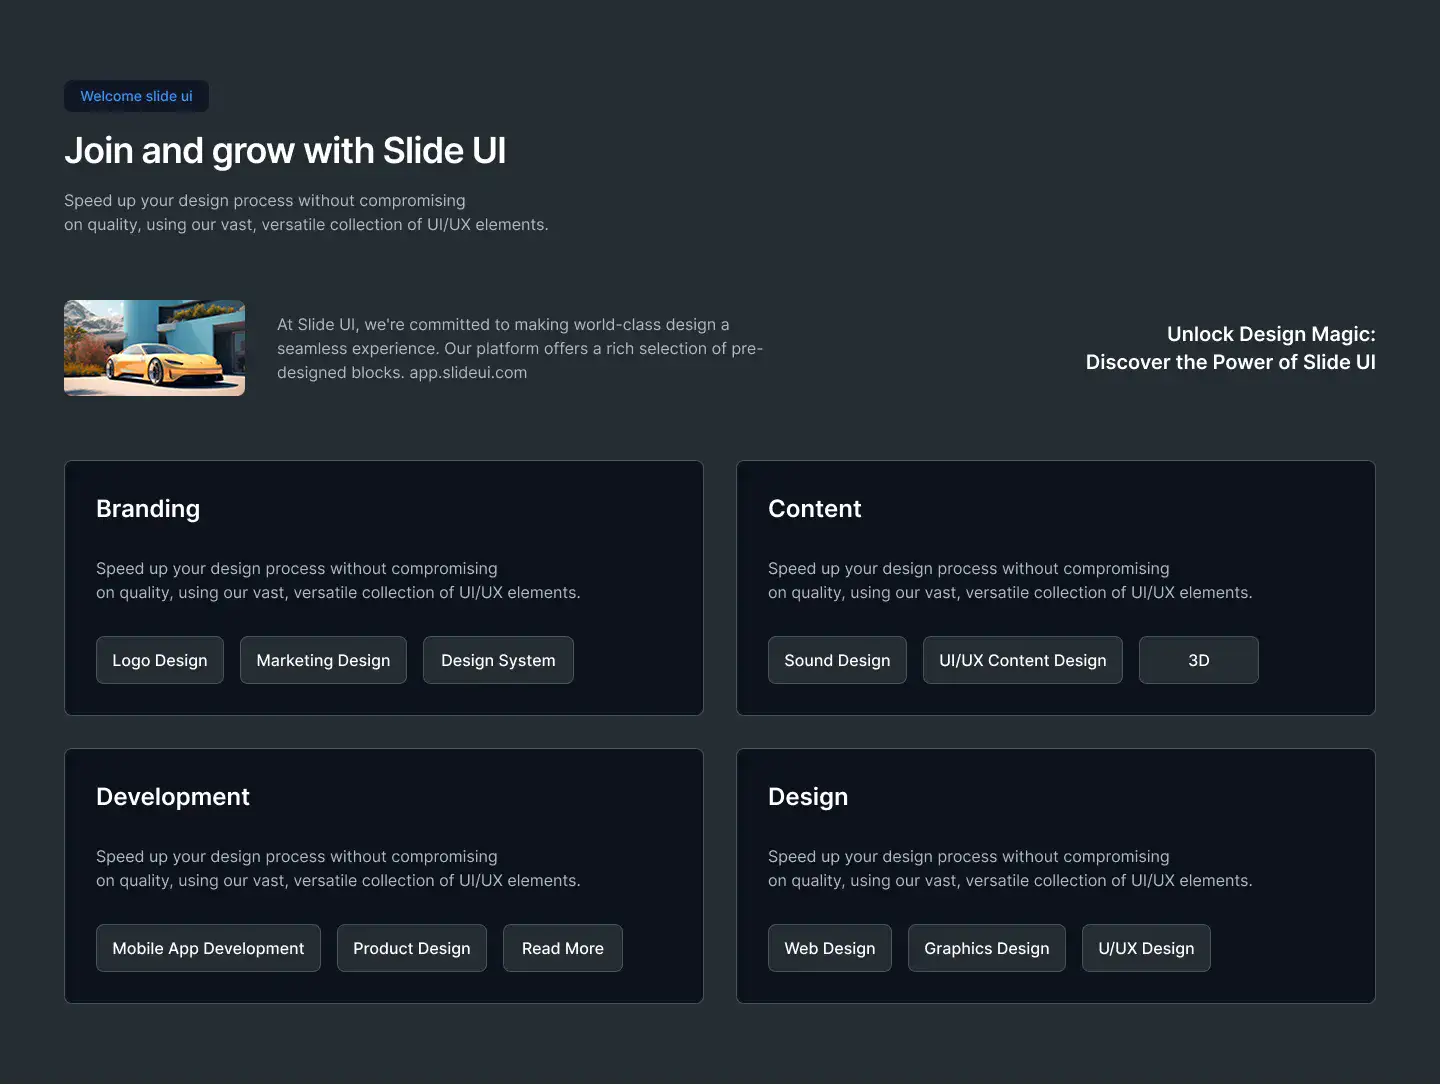 Welcome slide ui
Join and grow with Slide UI
Speed up your design process without compromising
on quality, using our vast, versatile collection of UI/UX elements.
At Slide UI, we're committed to making world-class design a
seamless experience. Our platform offers a rich selection of pre-
designed blocks. app.slideui.com
Unlock Design Magic:
Discover the Power of Slide UI
Branding
Speed up your design process without compromising
on quality, using our vast, versatile collection of UI/UX elements.
Logo Design
Marketing Design
Design System
Content
Speed up your design process without compromising
on quality, using our vast, versatile collection of UI/UX elements.
Sound Design
UI/UX Content Design
3D
Development
Speed up your design process without compromising
on quality, using our vast, versatile collection of UI/UX elements.
Mobile App Development
Product Design
Read More
Design
Speed up your design process without compromising
on quality, using our vast, versatile collection of UI/UX elements.
Web Design
Graphics Design
U/UX Design